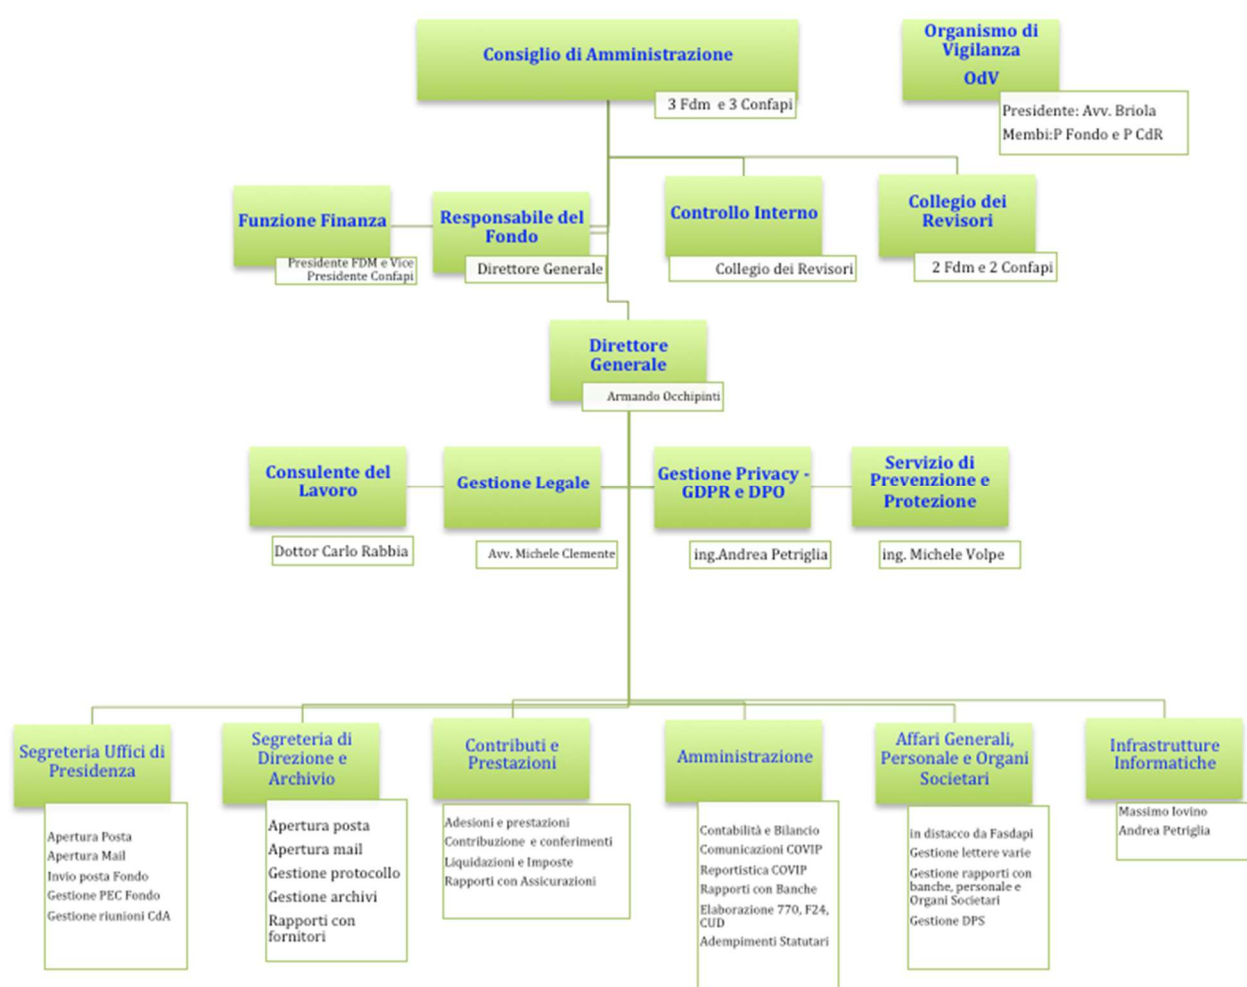 Consiglio di Amministrazione
3 Fdm e 3 Confapi
Organismo di
Vigilanza
OdV
Presidente: Avv. Briola
Membi:P Fondo e P CdR
Funzione Finanza
Presidente FDM e Vice
Presidente Confapi
Responsabile del
Fondo
Direttore Generale
Controllo Interno
Collegio dei Revisori
Collegio dei
Revisori
2 Fdm e 2 Confapi
Direttore
Generale
Armando Occhipinti
Consulente del
Lavoro
Dottor Carlo Rabbia
Gestione Legale
Avv. Michele Clemente
Gestione Privacy -
GDPR e DPO
ing.Andrea Petriglia
Servizio di
Prevenzione e
Protezione
ing. Michele Volpe
Segreteria Uffici di
Presidenza
Apertura Posta
Apertura Mail
Invio posta Fondo
Gestione PEC Fondo
Gestione riunioni CdA
Segreteria di
Direzione e
Archivio
Apertura posta
Apertura mail
Gestione protocollo
Gestione archivi
Rapporti con
fornitori
Contributi e
Prestazioni
Adesioni e prestazioni
Contribuzione e conferimenti
Liquidazioni e Imposte
Rapporti con Assicurazioni
Amministrazione
Contabilità e Bilancio
Comunicazioni COVIP
Reportistica COVIP
Rapporti con Banche
Elaborazione 770, F24,
CUD
Adempimenti Statutari
Affari Generali,
Personale e Organi
Societari
in distacco da Fasdapi
Gestione lettere varie
Gestione rapporti con
banche, personale e
Organi Societari
Gestione DPS
Infrastrutture
Informatiche
Massimo Iovino
Andrea Petriglia